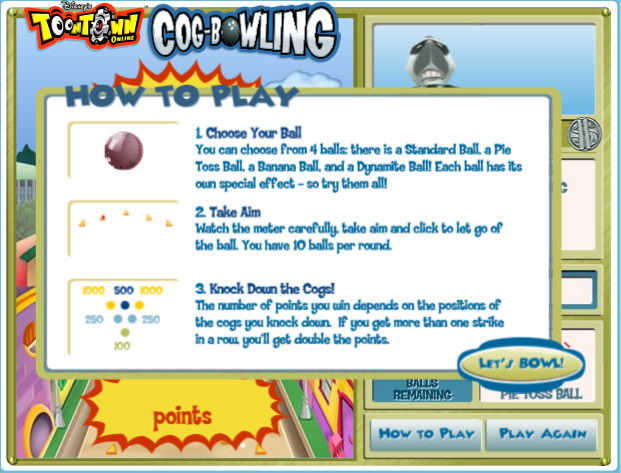 Disney's
TOONTOWN
ONLINE
COG-BOWLING
HOW TO PLAY
1. Choose Your Ball
You can choose from 4 balls: there is a Standard Ball, a Pie
Toss Ball, a Banana Ball, and a Dynamite Ball! Each ball has its
own special effect - so try them all!
2. Take Aim
Watch the meter carefully, take aim and click to let go of
the ball. You have 10 balls per round.
1000 500 1000
250 250
100
3. Knock Down the Cogs!
The number of points you win depends on the positions of
the cogs you knock down. If you get more than one strike
in a row, you'll get double the points.
LET'S BOWL!
points
BALLS
REMAINING
PIE TOSS BALL
HOW TO PLAY
PLAY AGAIN